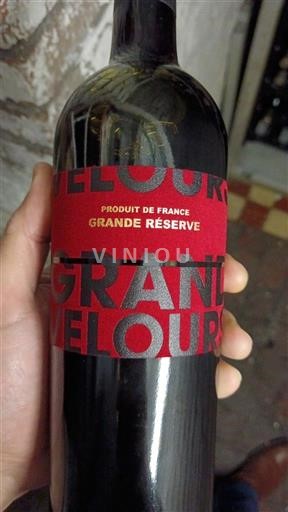 VELOURS
PRODUIT DE FRANCE
GRANDE RÉSERVE
VINIOU
GRAND
VELOURS